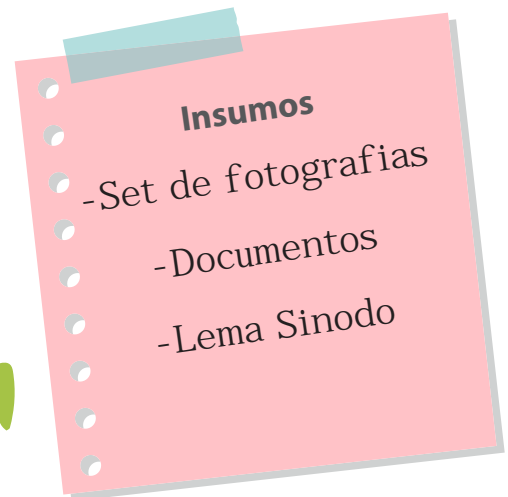 Insumos
-Set de fotografias
-Documentos
-Lema Sinodo